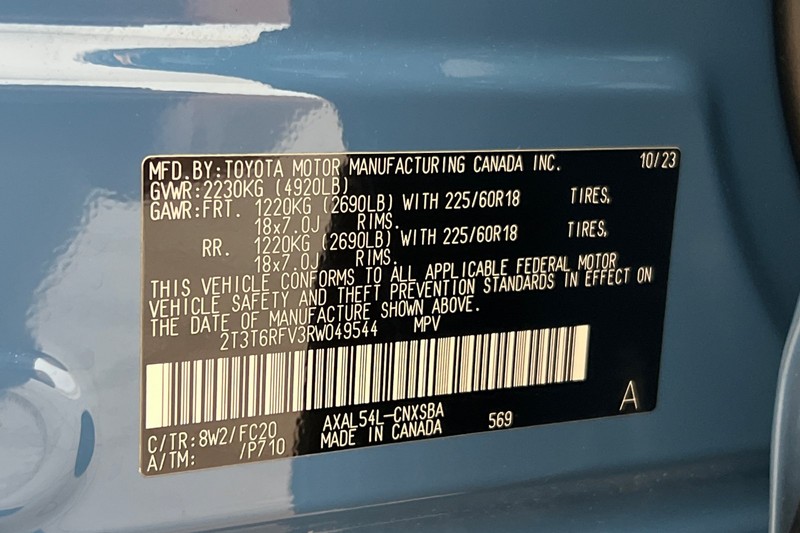 MFD.BY:TOYOTA MOTOR MANUFACTURING CANADA INC. 10/23
GVWR:2230KG (4920LB)
GAWR:FRT. 1220KG (2690LB) WITH 225/60R18 TIRES,
18x7.0J RIMS.
RR. 1220KG (2690LB) WITH 225/60R18 TIRES,
18x7.0J RIMS.
THIS VEHICLE CONFORMS TO ALL APPLICABLE FEDERAL MOTOR
VEHICLE SAFETY AND THEFT PREVENTION STANDARDS IN EFFECT ON
THE DATE OF MANUFACTURE SHOWN ABOVE.
2T3T6RFV3RW049544 MPV
C/TR:8W2/FC20 AXAL54L-CNXSBA 569 A
A/TM: /P710 MADE IN CANADA